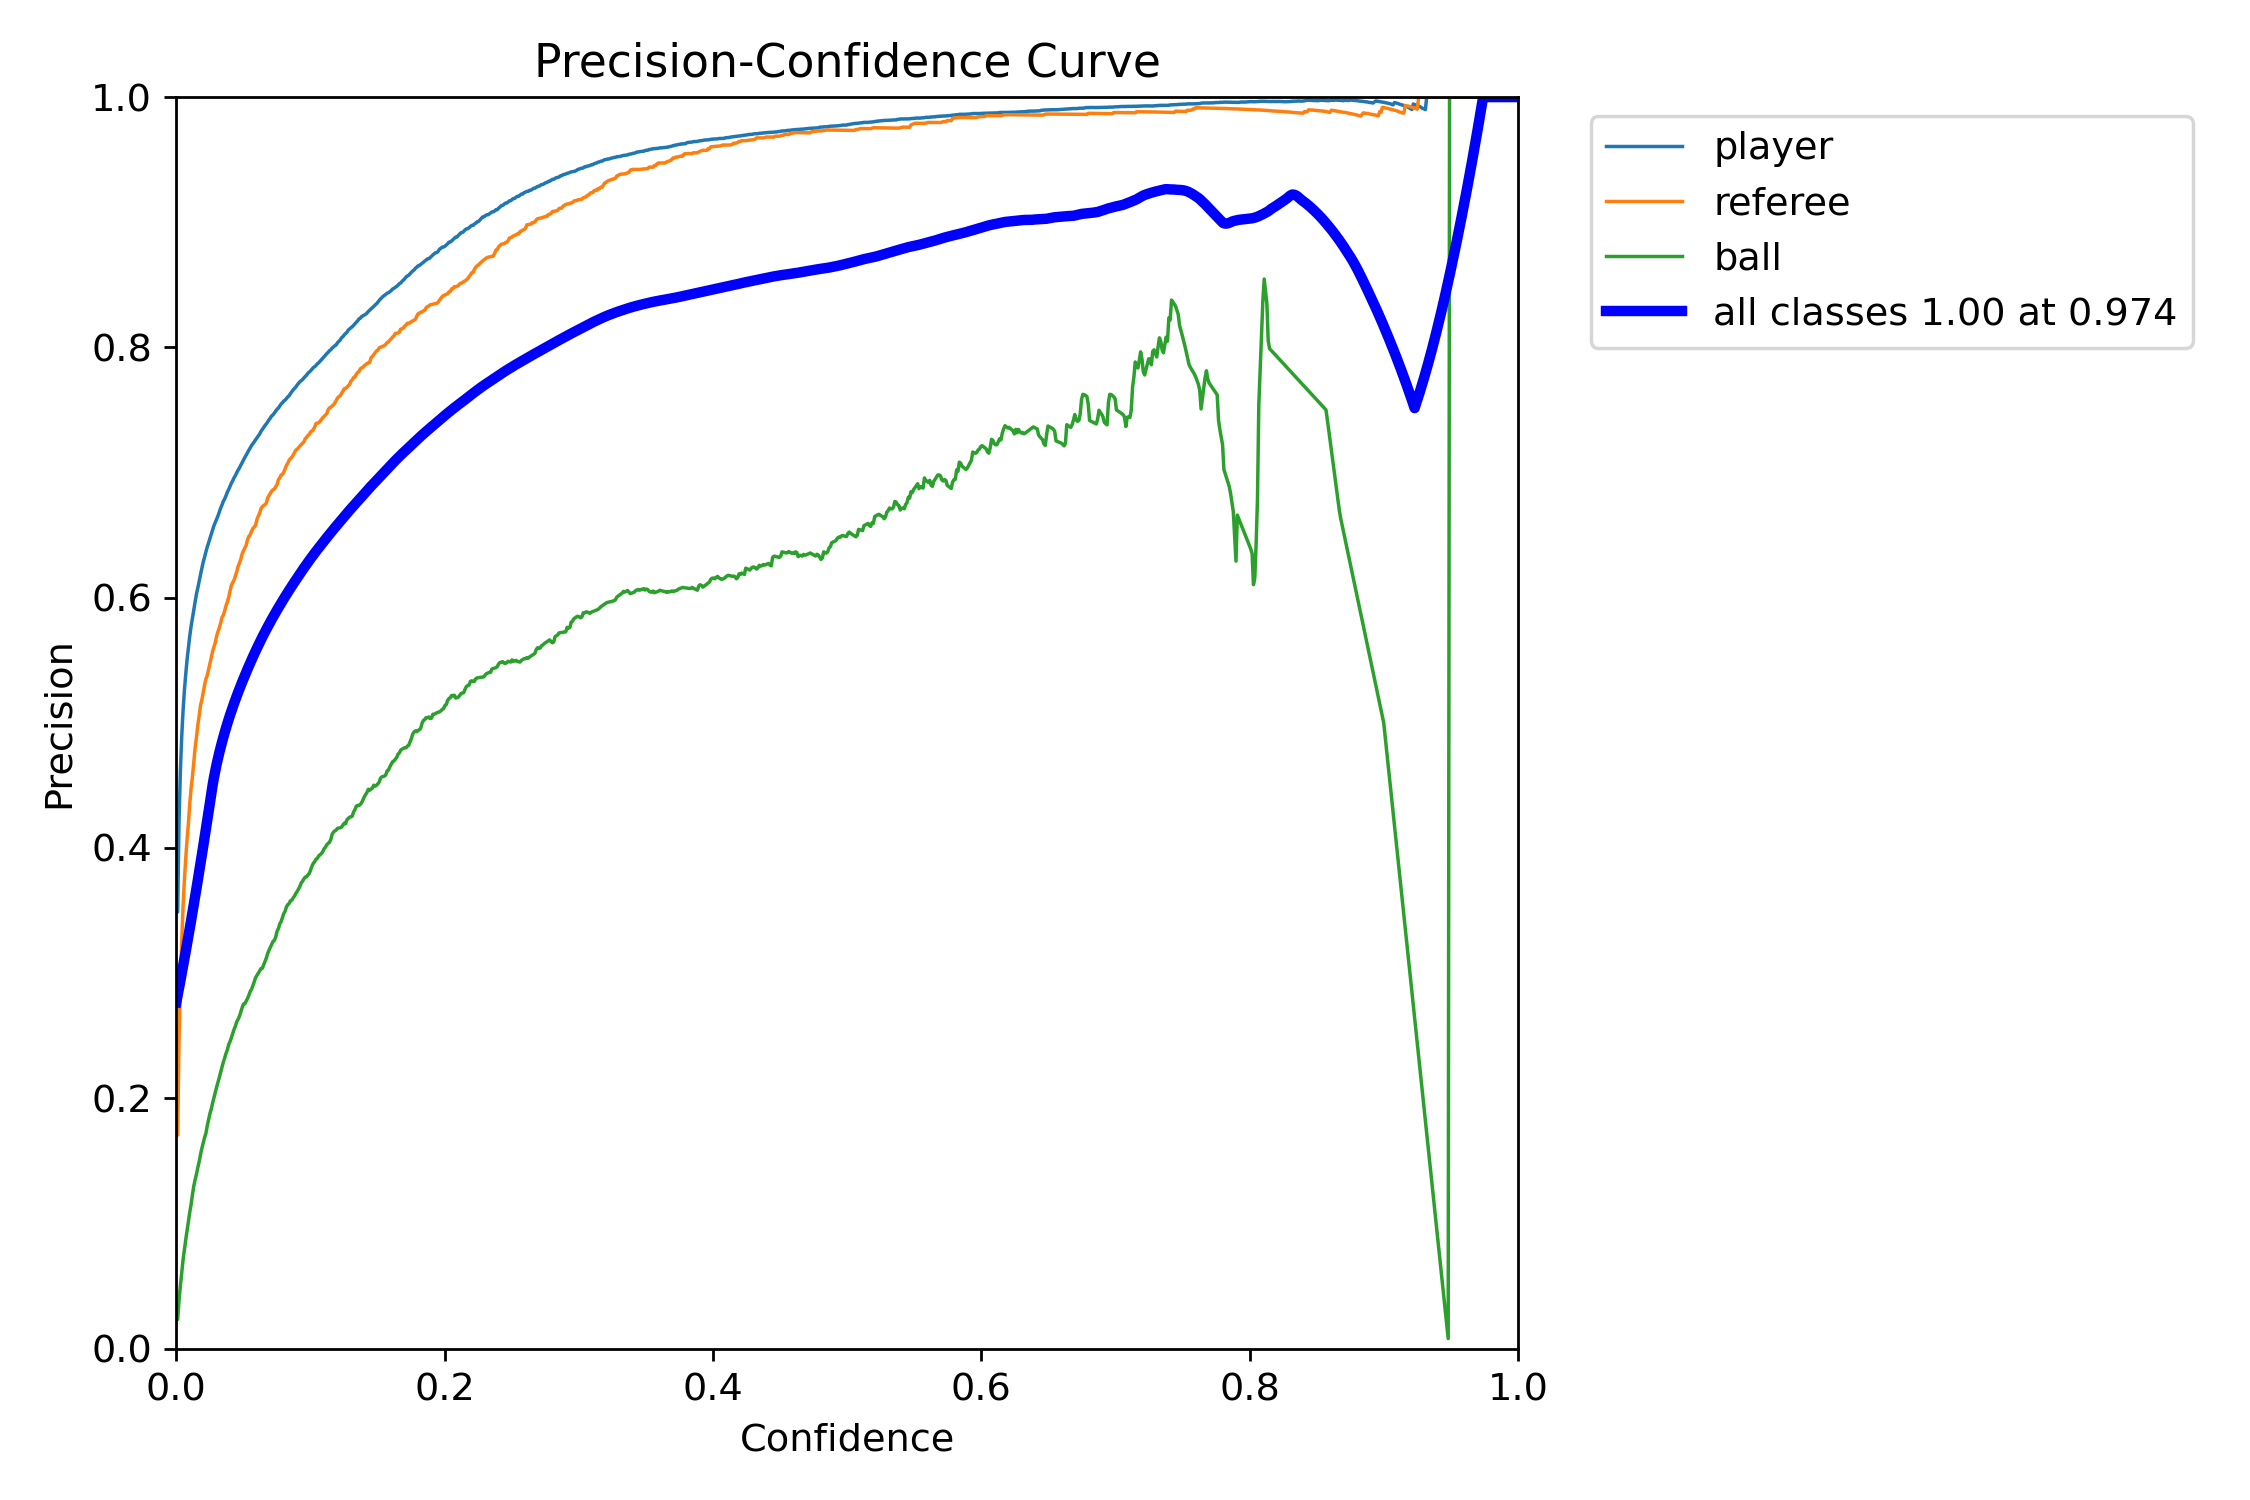 Precision-Confidence Curve
1.0
0.8
0.6
0.4
0.2
0.0
Precision
0.0 0.2 0.4 0.6 0.8 1.0
Confidence
player
referee
ball
all classes 1.00 at 0.974